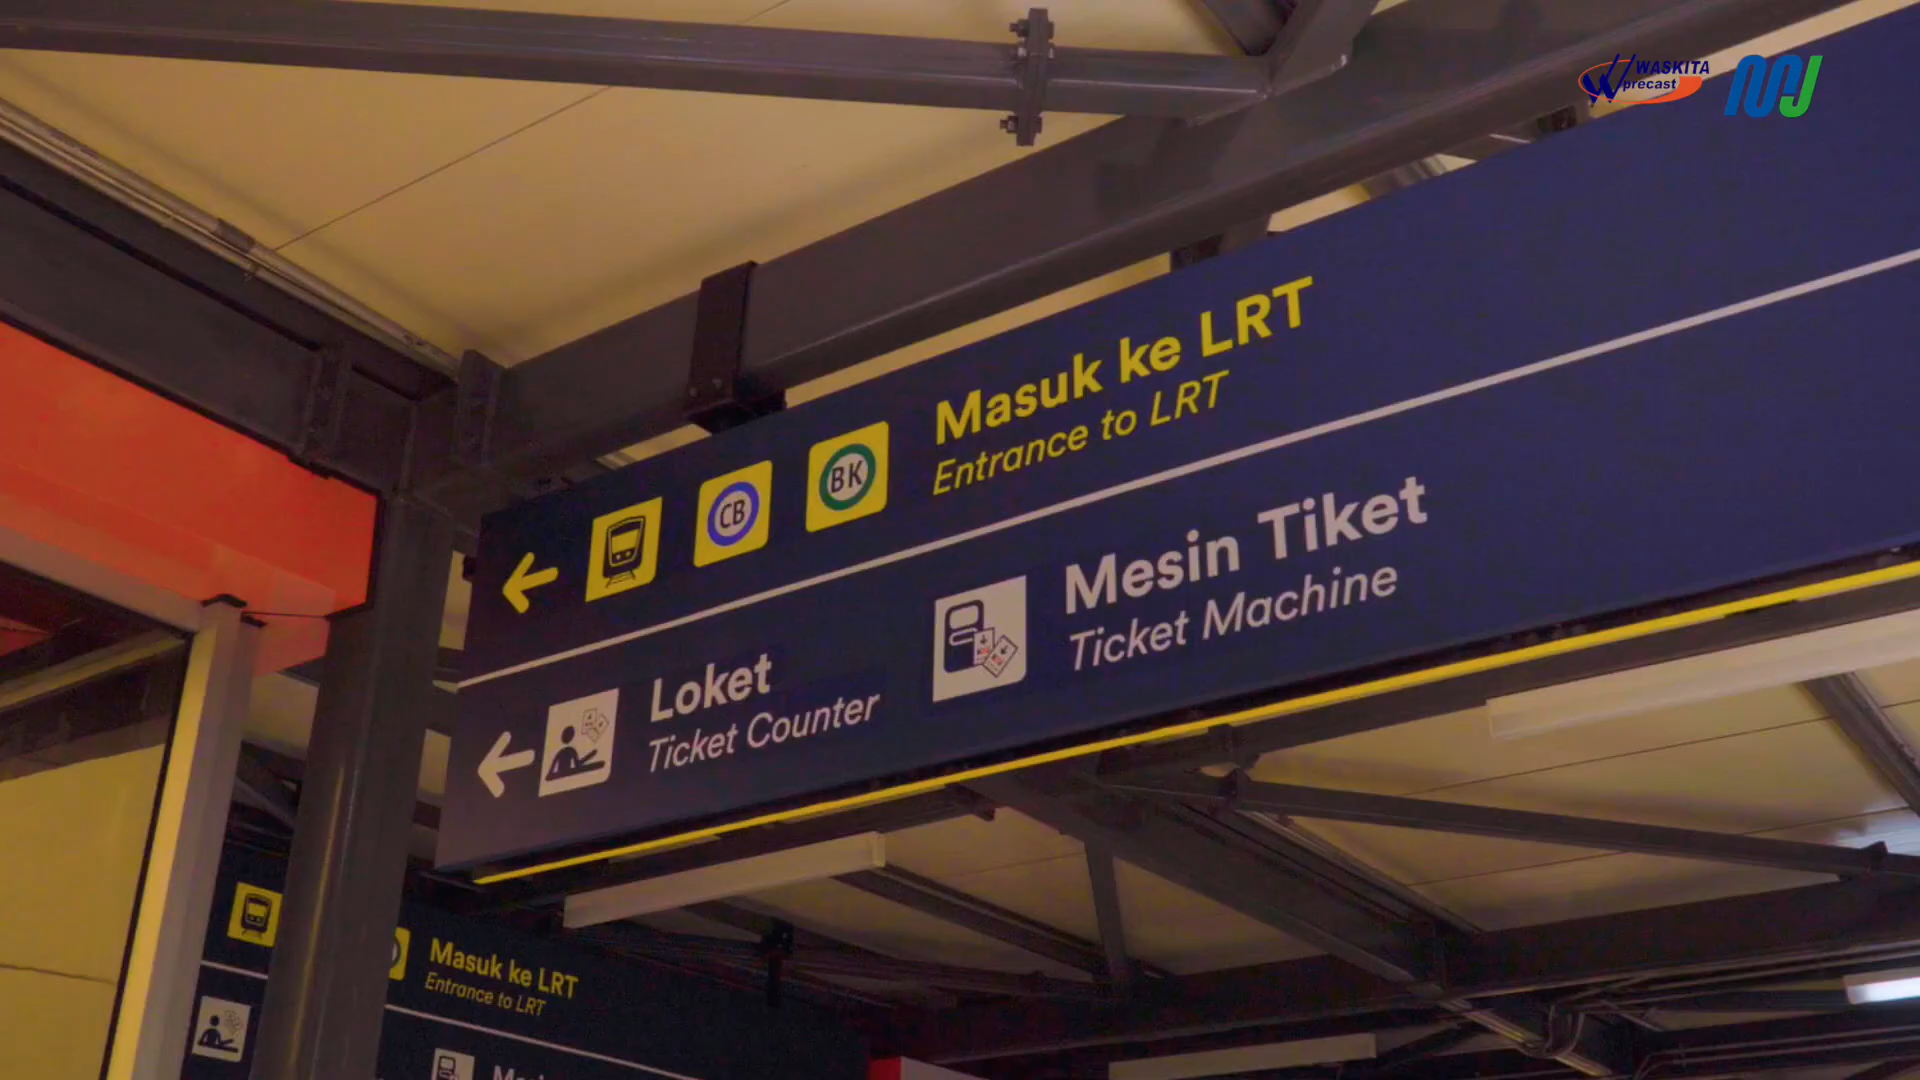 WASKITA
precast
CB
BK
Masuk ke LRT
Entrance to LRT
Loket
Ticket Counter
Mesin Tiket
Ticket Machine
Masuk ke LRT
Entrance to LRT